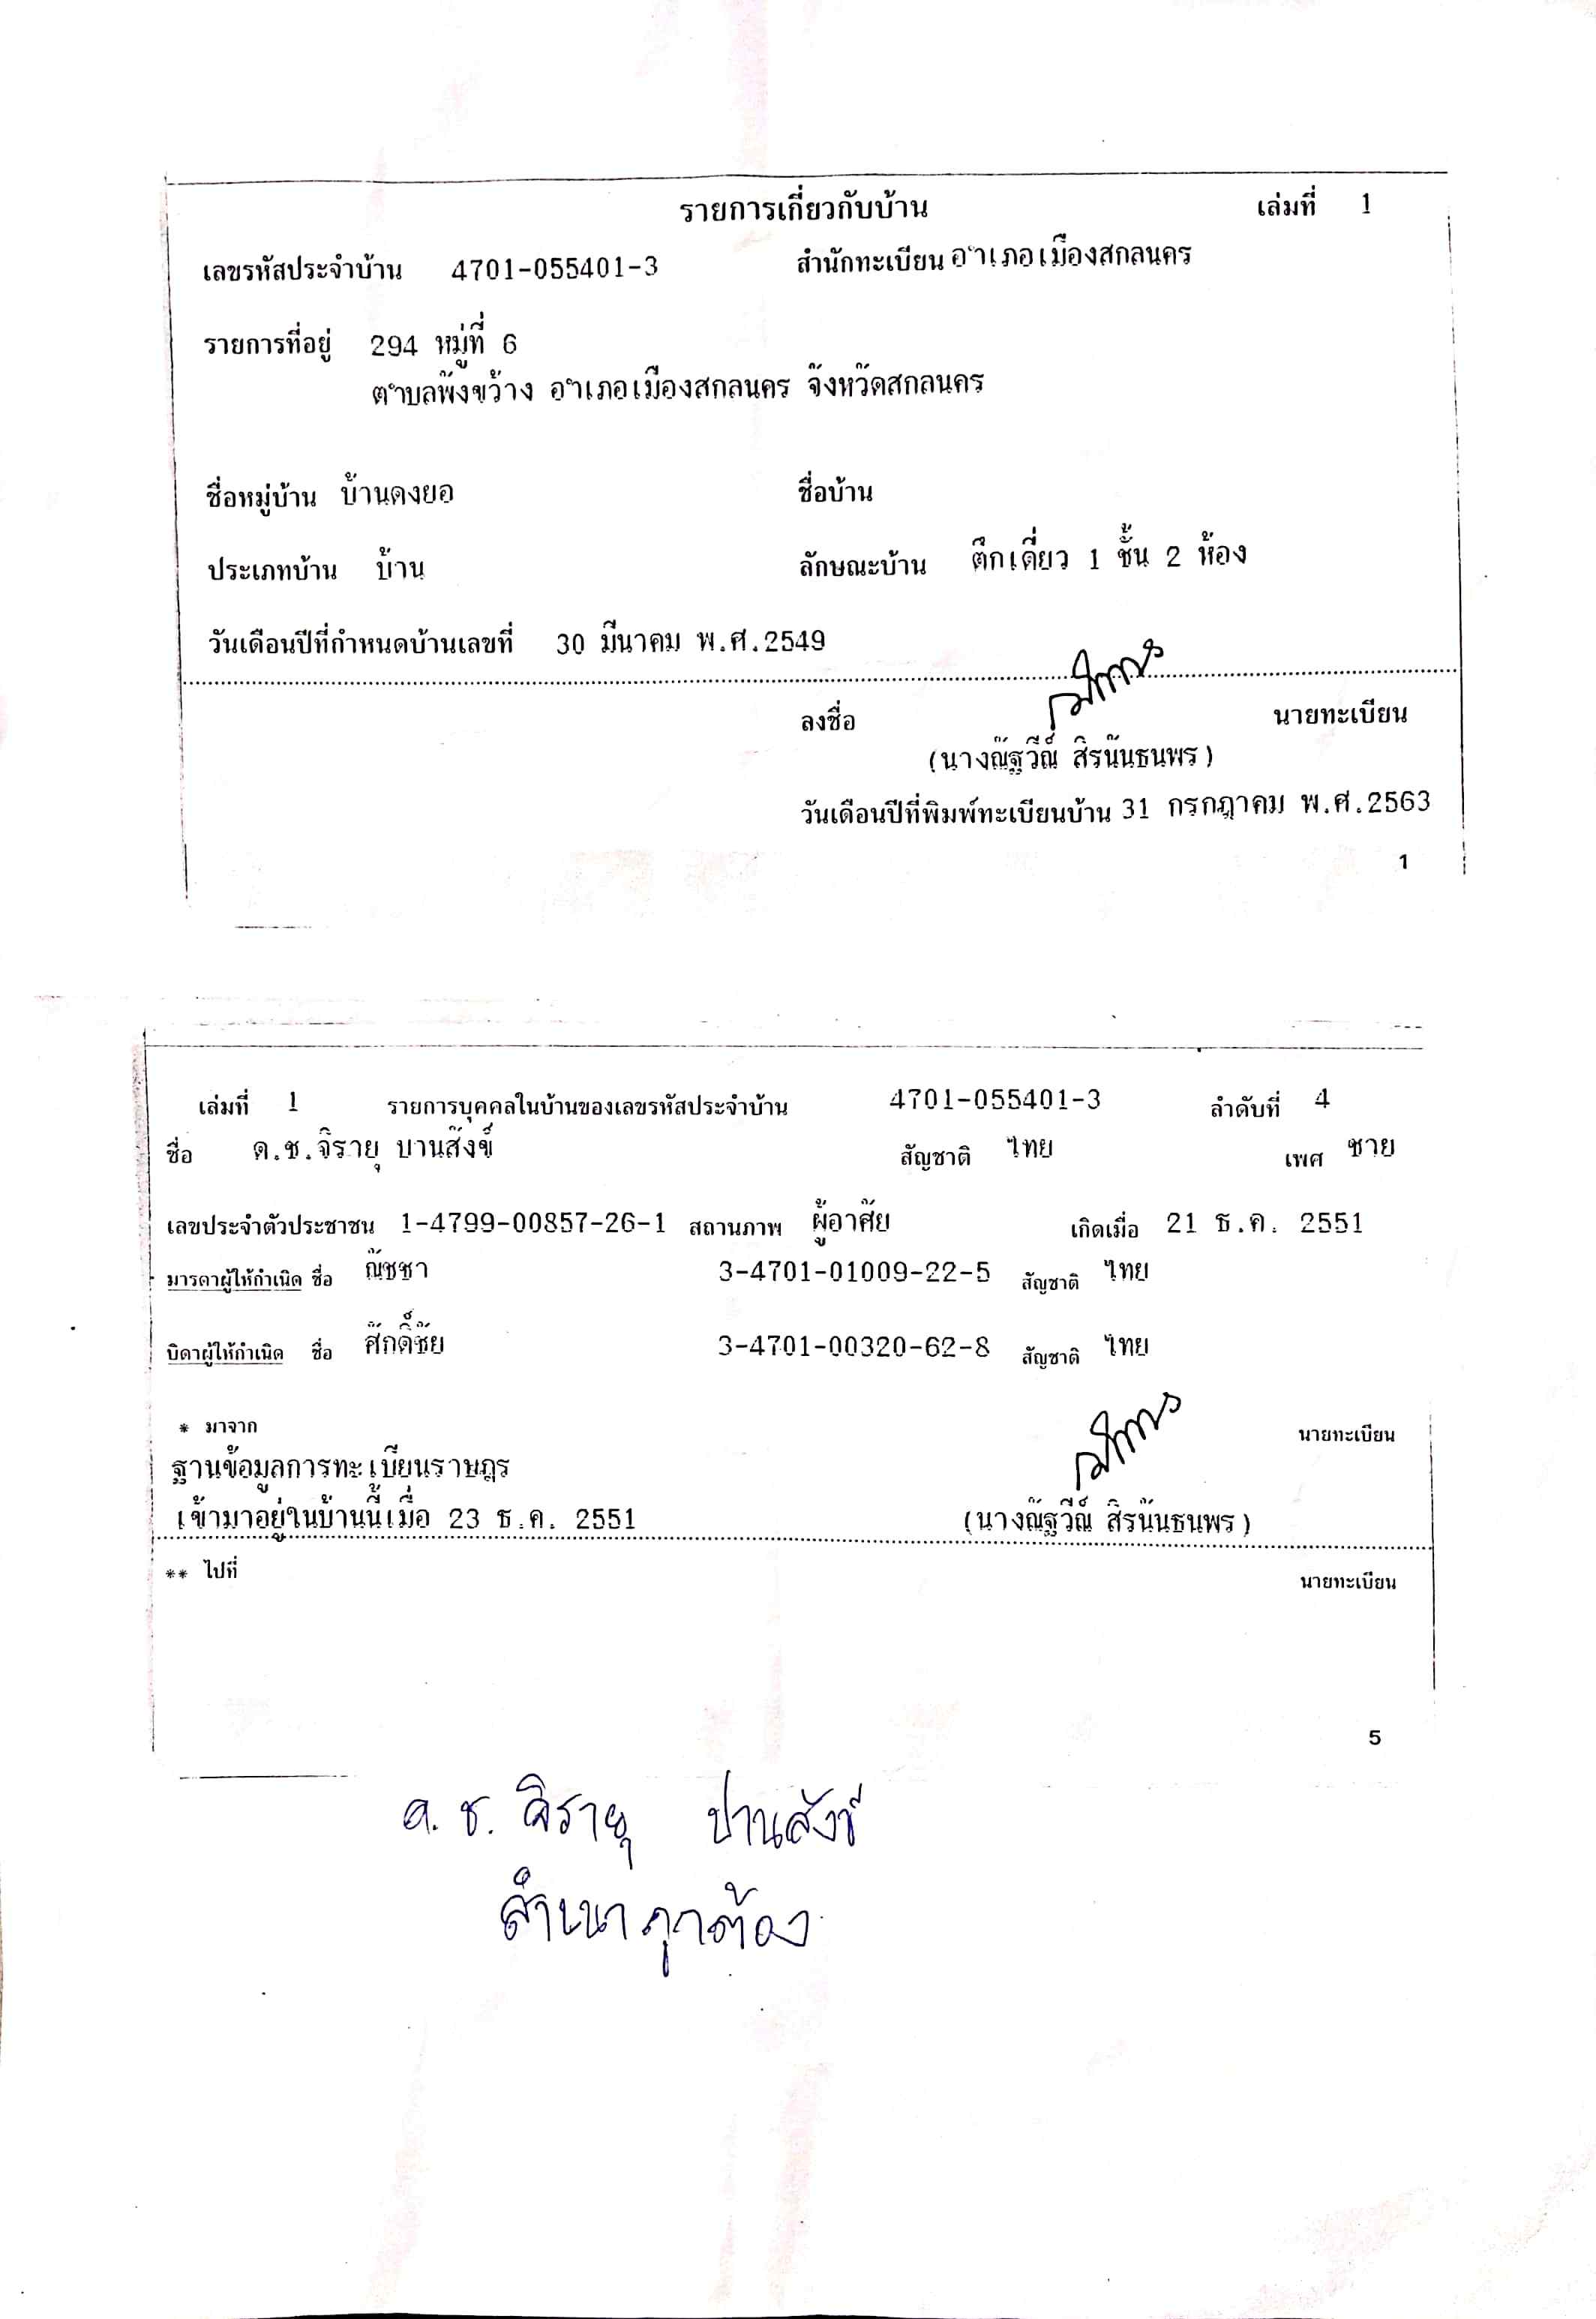 รายการเกี่ยวกับบ้าน เล่มที่ 1
เลขรหัสประจำบ้าน 4701-055401-3 สำนักทะเบียน อำเภอเมืองสกลนคร
รายการที่อยู่ 294 หมู่ที่ 6
ตำบลพังขว้าง อำเภอเมืองสกลนคร จังหวัดสกลนคร
ชื่อหมู่บ้าน บ้านดงยอ ชื่อบ้าน
ประเภทบ้าน บ้าน ลักษณะบ้าน ตึกเดี่ยว 1 ชั้น 2 ห้อง
วันเดือนปีที่กำหนดบ้านเลขที่ 30 มีนาคม พ.ศ.2549
ลงชื่อ นายทะเบียน
(นางณัฐวีณ์ สิรนันธนพร)
วันเดือนปีที่พิมพ์ทะเบียนบ้าน 31 กรกฎาคม พ.ศ.2563
1
เล่มที่ 1 รายการบุคคลในบ้านของเลขรหัสประจำบ้าน 4701-055401-3 ลำดับที่ 4
ชื่อ ด.ช.จิรายุ บานสังข์ สัญชาติ ไทย เพศ ชาย
เลขประจำตัวประชาชน 1-4799-00857-26-1 สถานภาพ ผู้อาศัย เกิดเมื่อ 21 ธ.ค. 2551
มารดาผู้ให้กำเนิด ชื่อ ณัชชา 3-4701-01009-22-5 สัญชาติ ไทย
บิดาผู้ให้กำเนิด ชื่อ ศักดิ์ชัย 3-4701-00320-62-8 สัญชาติ ไทย
* มาจาก นายทะเบียน
ฐานข้อมูลการทะเบียนราษฎร
เข้ามาอยู่ในบ้านนี้เมื่อ 23 ธ.ค. 2551 (นางณัฐวีณ์ สิรนันธนพร)
** ไปที่ นายทะเบียน
5
ด.ช. จิรายุ บานสังข์
สำเนาถูกต้อง